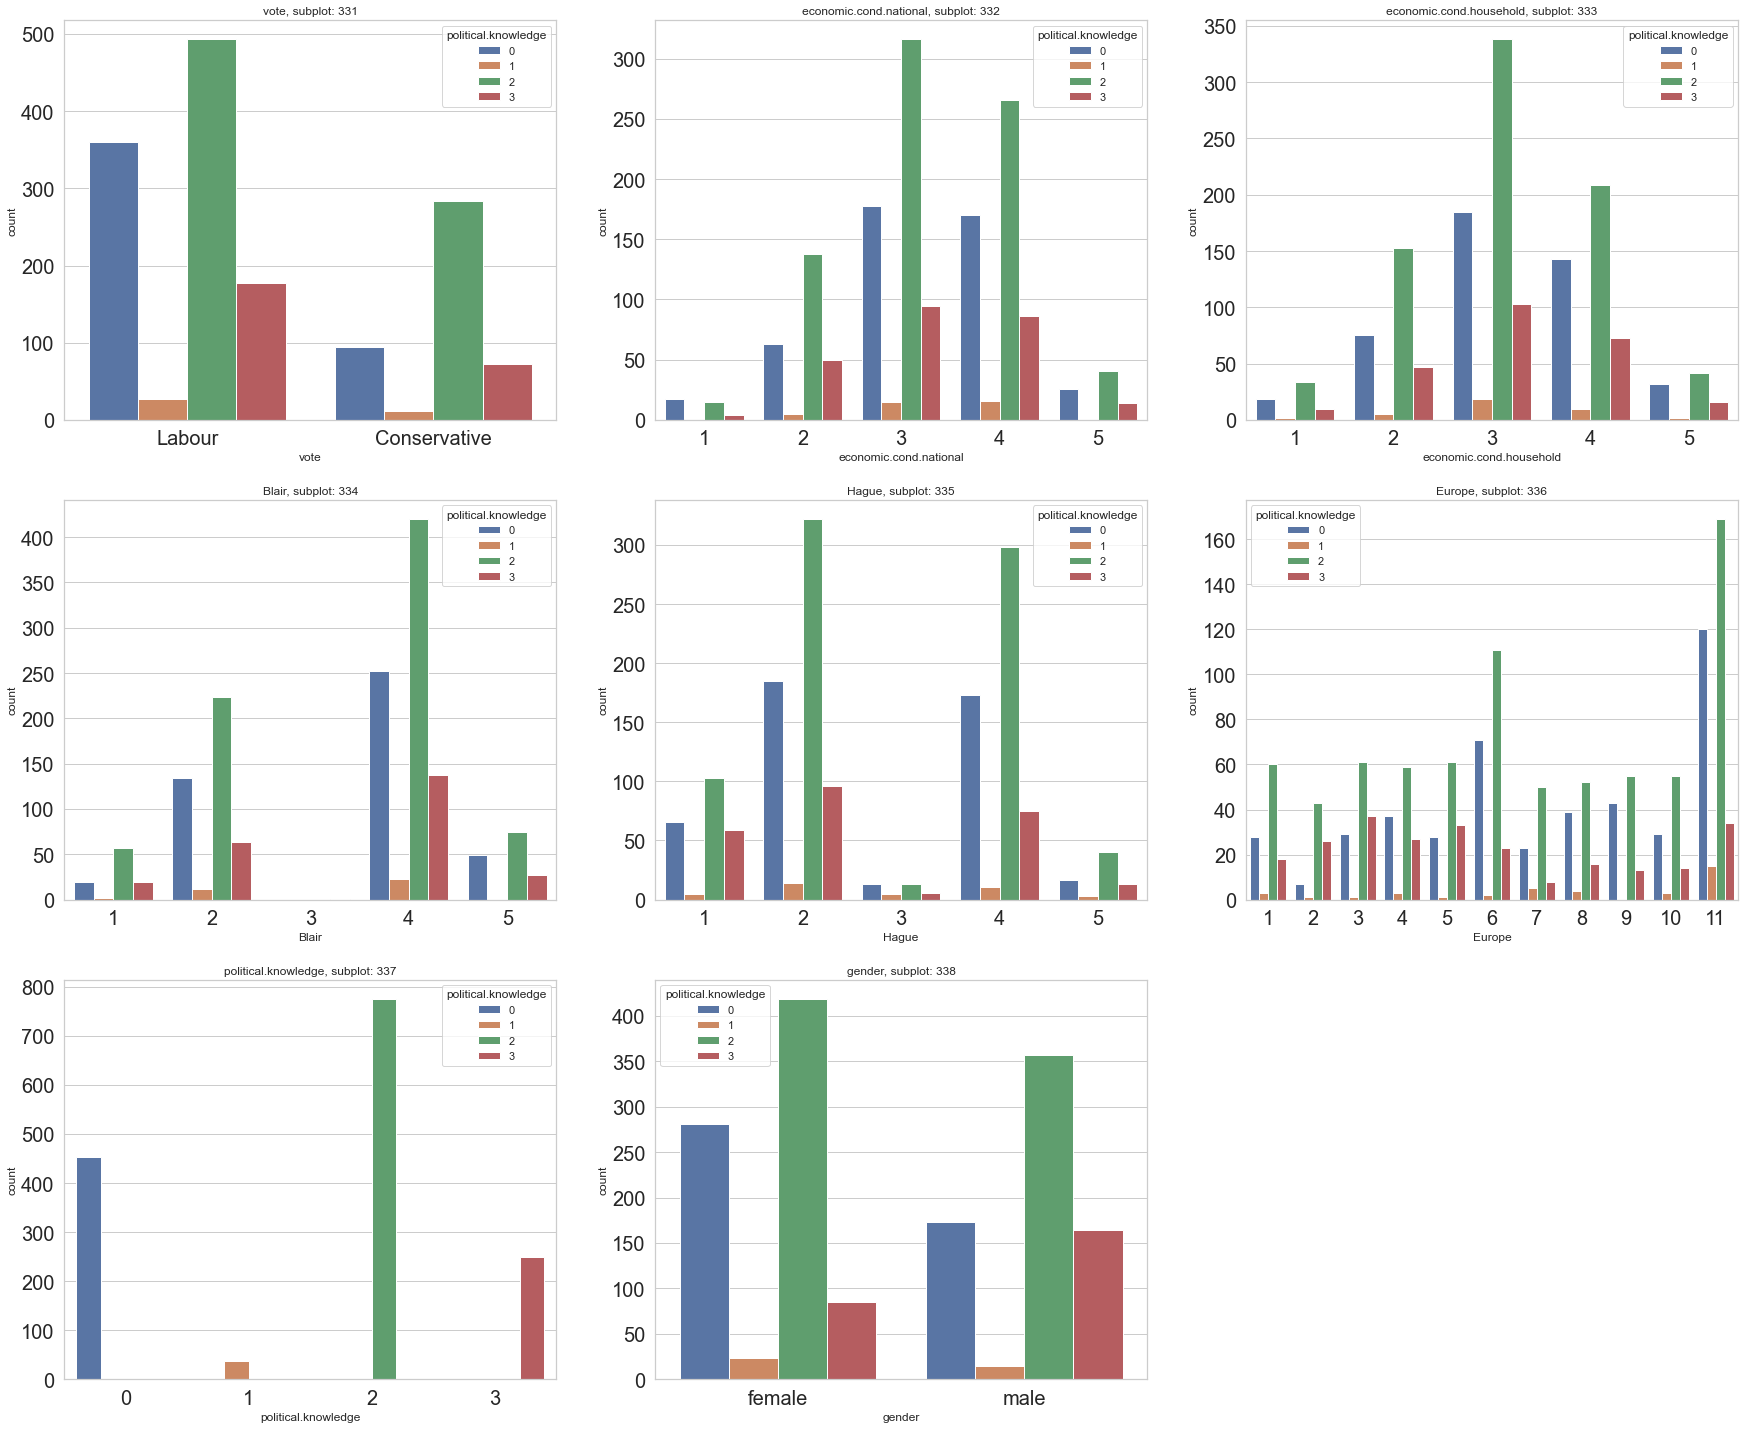 vote, subplot: 331
political.knowledge
0
1
2
3
500
400
300
200
100
0
count
Labour Conservative
vote
economic.cond.national, subplot: 332
political.knowledge
0
1
2
3
300
250
200
150
100
50
0
count
1 2 3 4 5
economic.cond.national
economic.cond.household, subplot: 333
political.knowledge
0
1
2
3
350
300
250
200
150
100
50
0
count
1 2 3 4 5
economic.cond.household
Blair, subplot: 334
political.knowledge
0
1
2
3
400
350
300
250
200
150
100
50
0
count
1 2 3 4 5
Blair
Hague, subplot: 335
political.knowledge
0
1
2
3
300
250
200
150
100
50
0
count
1 2 3 4 5
Hague
Europe, subplot: 336
political.knowledge
0
1
2
3
160
140
120
100
80
60
40
20
0
count
1 2 3 4 5 6 7 8 9 10 11
Europe
political.knowledge, subplot: 337
political.knowledge
0
1
2
3
800
700
600
500
400
300
200
100
0
count
0 1 2 3
political.knowledge
gender, subplot: 338
political.knowledge
0
1
2
3
400
350
300
250
200
150
100
50
0
count
female male
gender